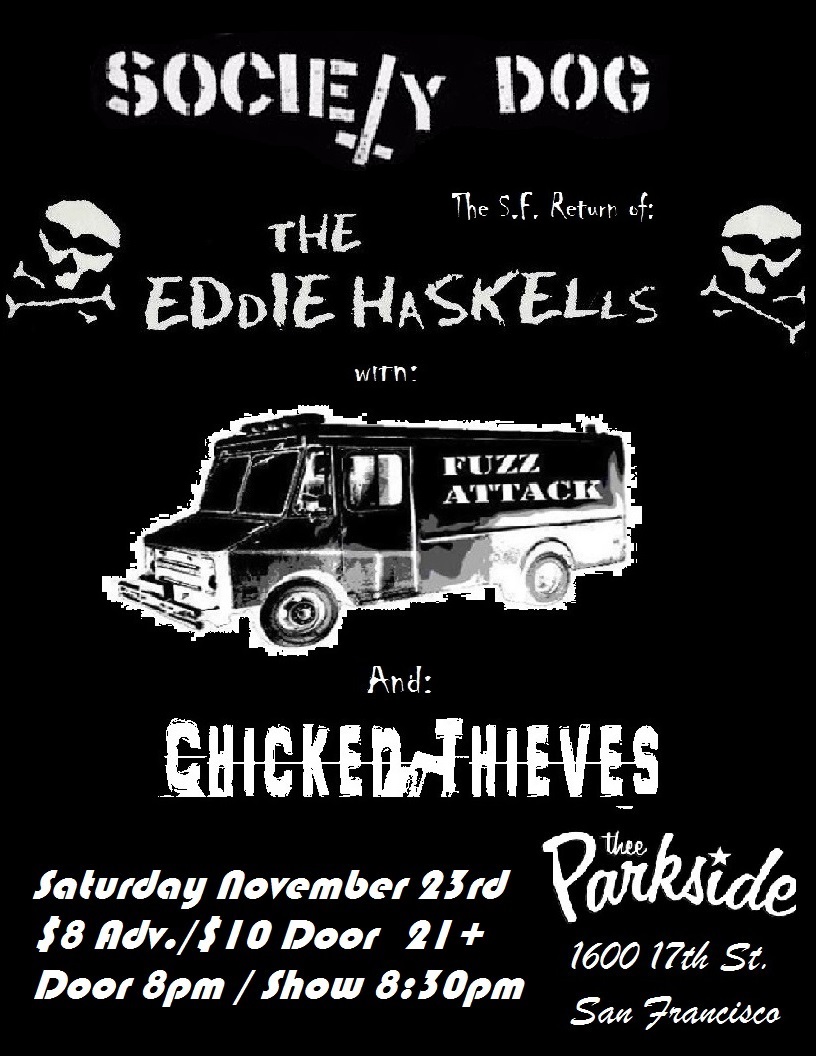 SOCIETY DOG
The S.F. Return of:
THE
EDDIE HASKELLS
with:
FUZZ
ATTACK
And:
CHICKEN THIEVES
thee
Parkside
Saturday November 23rd
$8 Adv./$10 Door 21+
Door 8pm / Show 8:30pm
1600 17th St.
San Francisco